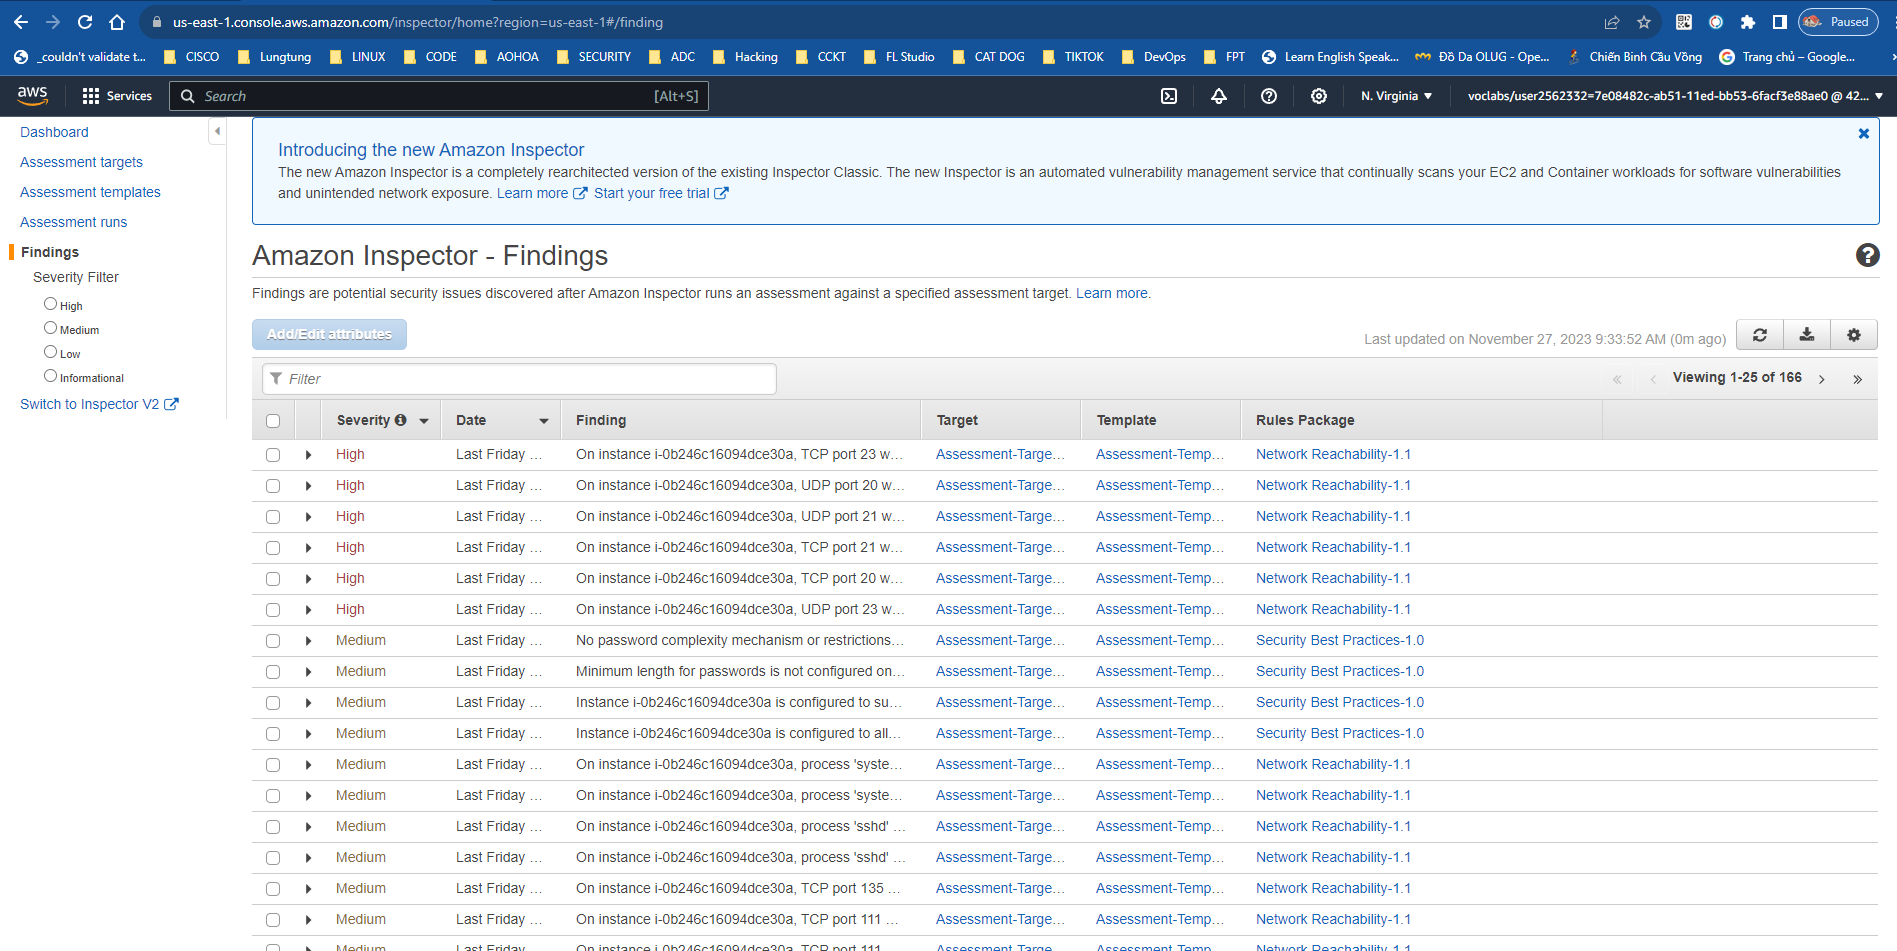 us-east-1.console.aws.amazon.com/inspector/home?region=us-east-1#/finding
Paused
_couldn't validate t...
CISCO
Lungtung
LINUX
CODE
AOHOA
SECURITY
ADC
Hacking
CCKT
FL Studio
CAT DOG
TIKTOK
DevOps
FPT
Learn English Speak...
Đồ Da OLUG - Ope...
Chiến Binh Cầu Vồng
Trang chủ – Google...
aws
Services
Search
[Alt+S]
N. Virginia
voclabs/user2562332=7e08482c-ab51-11ed-bb53-6facf3e88ae0 @ 42...
Dashboard
Assessment targets
Assessment templates
Assessment runs
Findings
Severity Filter
High
Medium
Low
Informational
Switch to Inspector V2
Introducing the new Amazon Inspector
The new Amazon Inspector is a completely rearchitected version of the existing Inspector Classic. The new Inspector is an automated vulnerability management service that continually scans your EC2 and Container workloads for software vulnerabilities
and unintended network exposure. Learn more Start your free trial
Amazon Inspector - Findings
Findings are potential security issues discovered after Amazon Inspector runs an assessment against a specified assessment target. Learn more.
Add/Edit attributes
Last updated on November 27, 2023 9:33:52 AM (0m ago)
Filter
Viewing 1-25 of 166
Severity Date Finding Target Template Rules Package
High Last Friday ... On instance i-0b246c16094dce30a, TCP port 23 w... Assessment-Targe... Assessment-Temp... Network Reachability-1.1
High Last Friday ... On instance i-0b246c16094dce30a, UDP port 20 w... Assessment-Targe... Assessment-Temp... Network Reachability-1.1
High Last Friday ... On instance i-0b246c16094dce30a, UDP port 21 w... Assessment-Targe... Assessment-Temp... Network Reachability-1.1
High Last Friday ... On instance i-0b246c16094dce30a, TCP port 21 w... Assessment-Targe... Assessment-Temp... Network Reachability-1.1
High Last Friday ... On instance i-0b246c16094dce30a, TCP port 20 w... Assessment-Targe... Assessment-Temp... Network Reachability-1.1
High Last Friday ... On instance i-0b246c16094dce30a, UDP port 23 w... Assessment-Targe... Assessment-Temp... Network Reachability-1.1
Medium Last Friday ... No password complexity mechanism or restrictions... Assessment-Targe... Assessment-Temp... Security Best Practices-1.0
Medium Last Friday ... Minimum length for passwords is not configured on... Assessment-Targe... Assessment-Temp... Security Best Practices-1.0
Medium Last Friday ... Instance i-0b246c16094dce30a is configured to su... Assessment-Targe... Assessment-Temp... Security Best Practices-1.0
Medium Last Friday ... Instance i-0b246c16094dce30a is configured to all... Assessment-Targe... Assessment-Temp... Security Best Practices-1.0
Medium Last Friday ... On instance i-0b246c16094dce30a, process 'syste... Assessment-Targe... Assessment-Temp... Network Reachability-1.1
Medium Last Friday ... On instance i-0b246c16094dce30a, process 'syste... Assessment-Targe... Assessment-Temp... Network Reachability-1.1
Medium Last Friday ... On instance i-0b246c16094dce30a, process 'sshd' ... Assessment-Targe... Assessment-Temp... Network Reachability-1.1
Medium Last Friday ... On instance i-0b246c16094dce30a, process 'sshd' ... Assessment-Targe... Assessment-Temp... Network Reachability-1.1
Medium Last Friday ... On instance i-0b246c16094dce30a, TCP port 135 ... Assessment-Targe... Assessment-Temp... Network Reachability-1.1
Medium Last Friday ... On instance i-0b246c16094dce30a, TCP port 111 ... Assessment-Targe... Assessment-Temp... Network Reachability-1.1
Medium Last Friday ... On instance i-0b246c16094dce30a, TCP port 111 Assessment-Targe... Assessment-Temp... Network Reachability-1.1